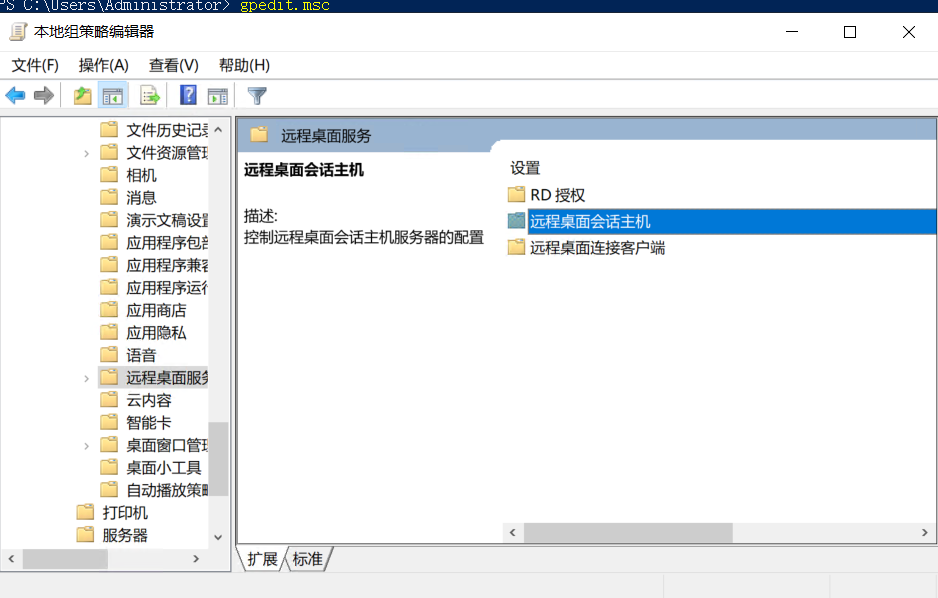 PS C:\Users\Administrator> gpedit.msc
本地组策略编辑器
文件(F) 操作(A) 查看(V) 帮助(H)
文件历史记录
文件资源管理
相机
消息
演示文稿设置
应用程序包部
应用程序兼容
应用程序运行
应用商店
应用隐私
语音
远程桌面服务
云内容
智能卡
桌面窗口管理
桌面小工具
自动播放策略
打印机
服务器
远程桌面服务
远程桌面会话主机
描述:
控制远程桌面会话主机服务器的配置
设置
RD 授权
远程桌面会话主机
远程桌面连接客户端
扩展 标准